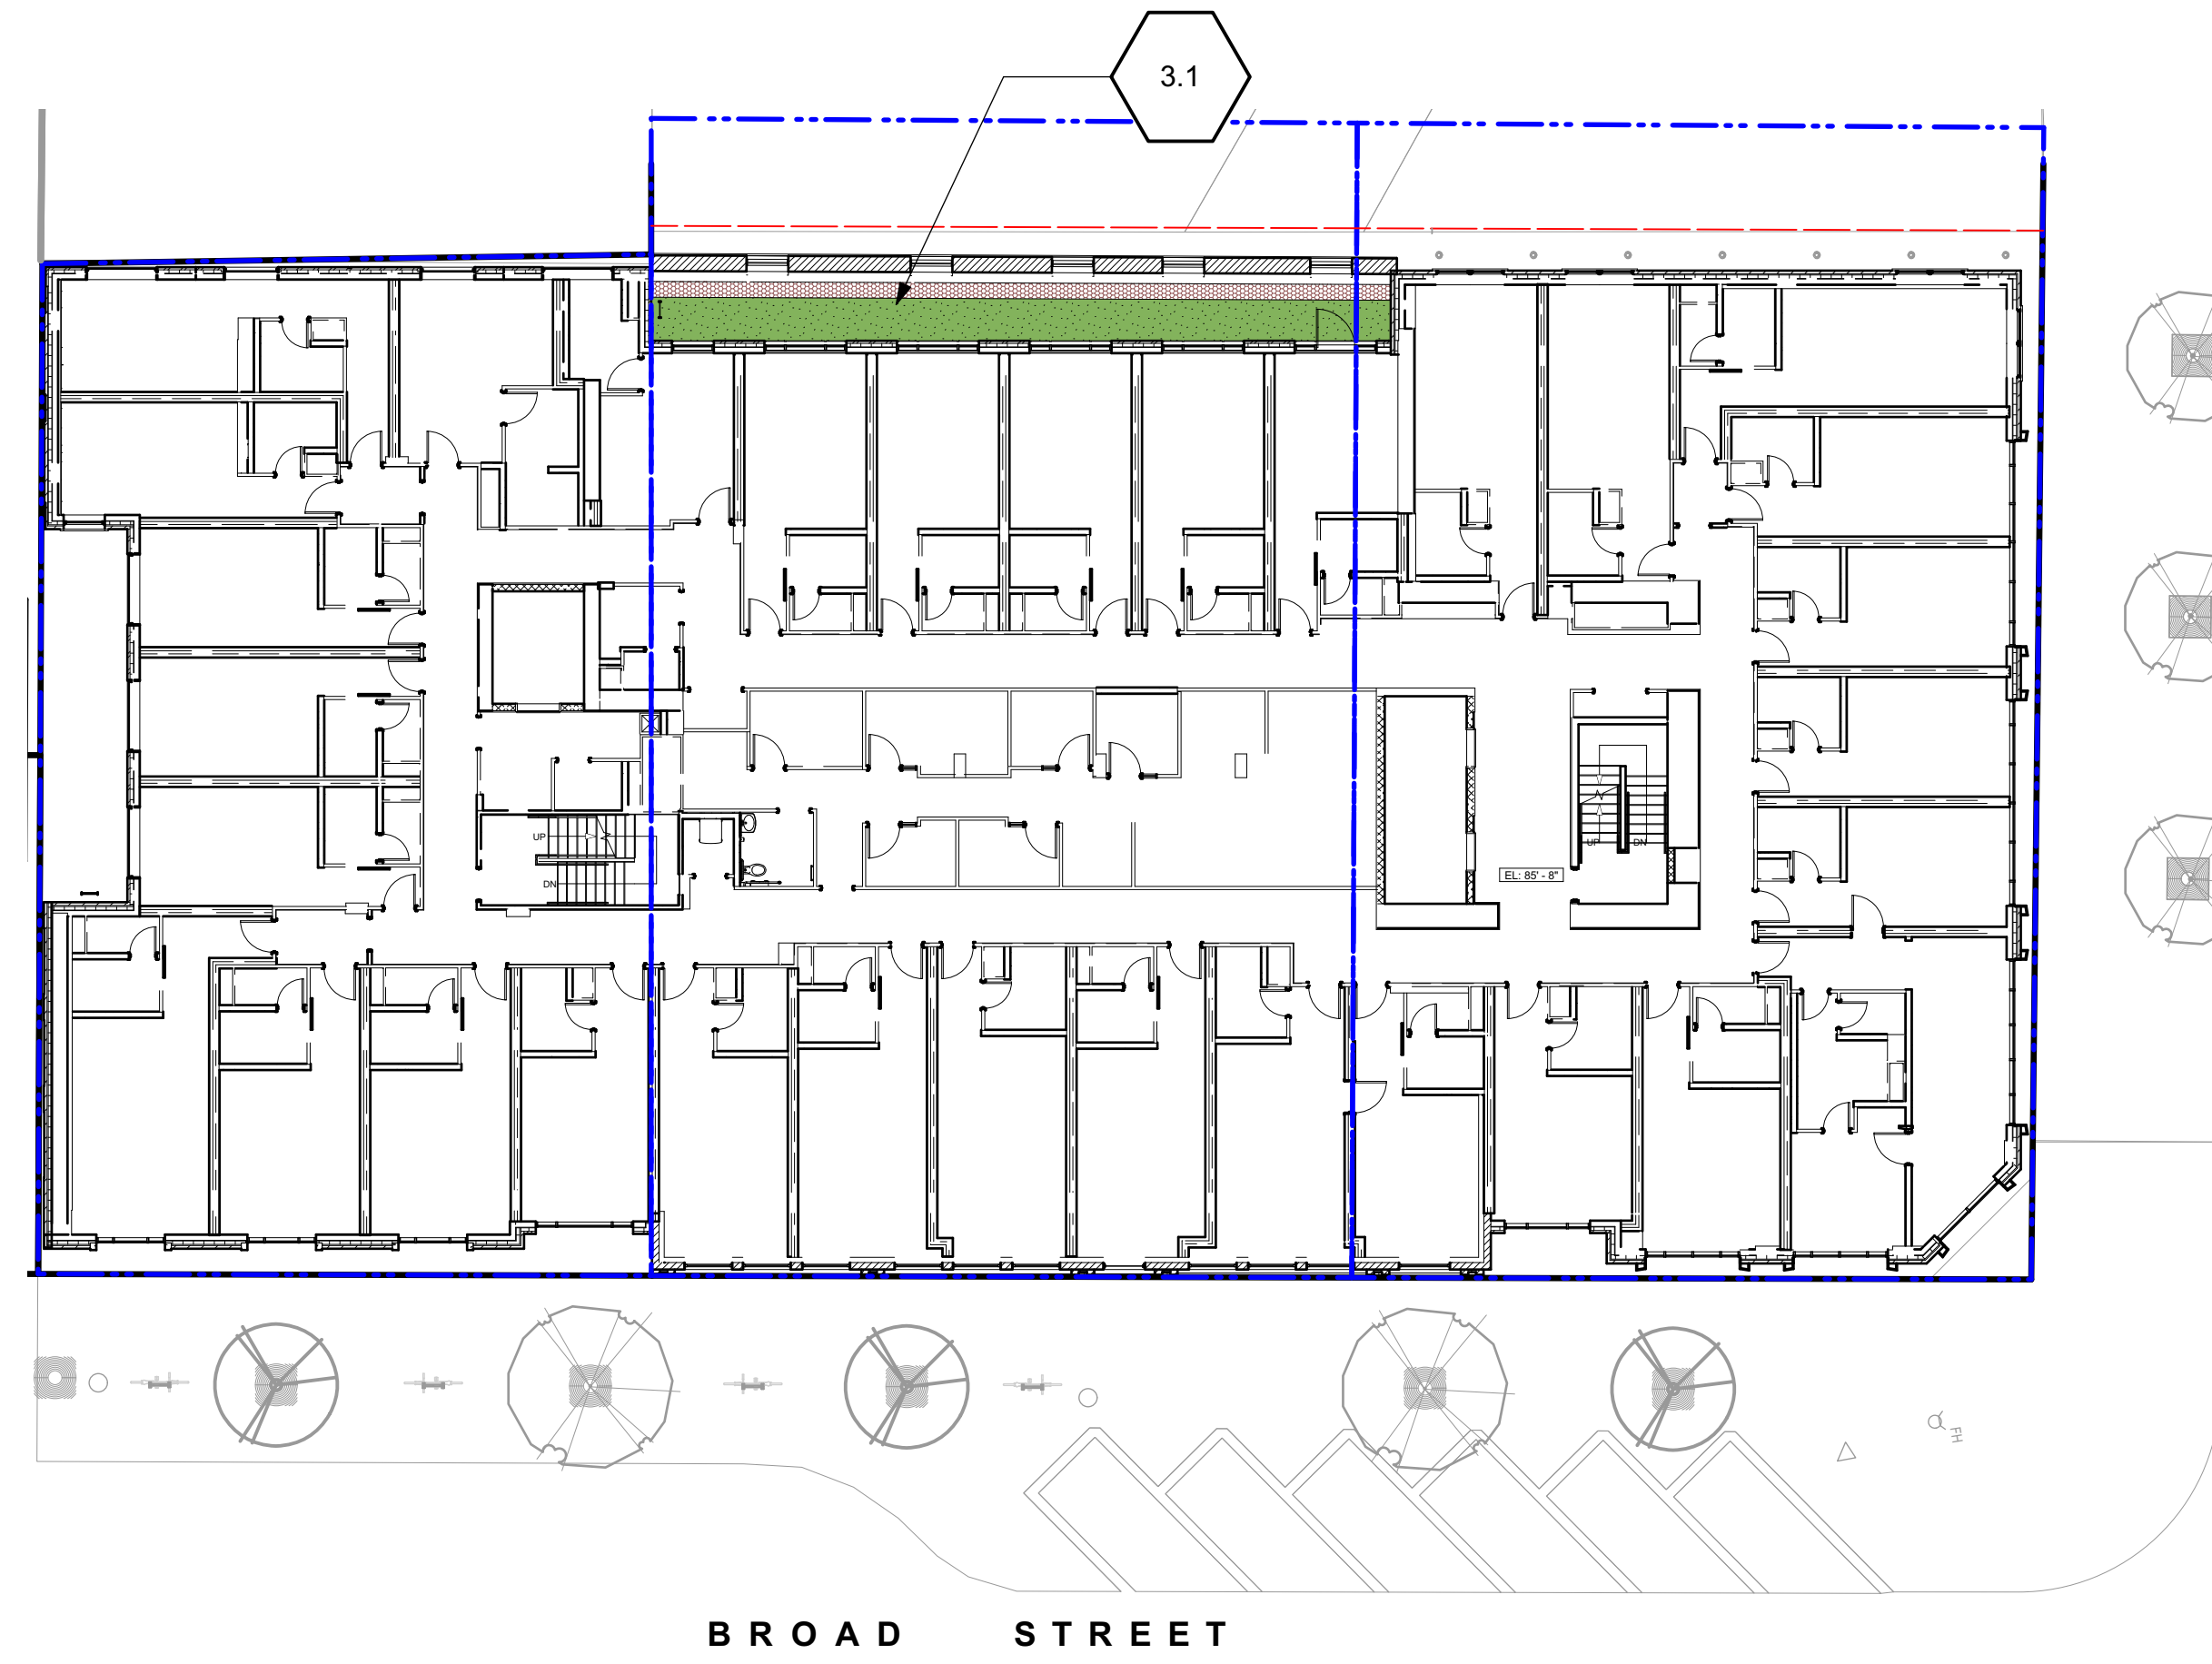 3.1
UP
DN
UP DN
EL: 85' - 8"
FH
BROAD STREET